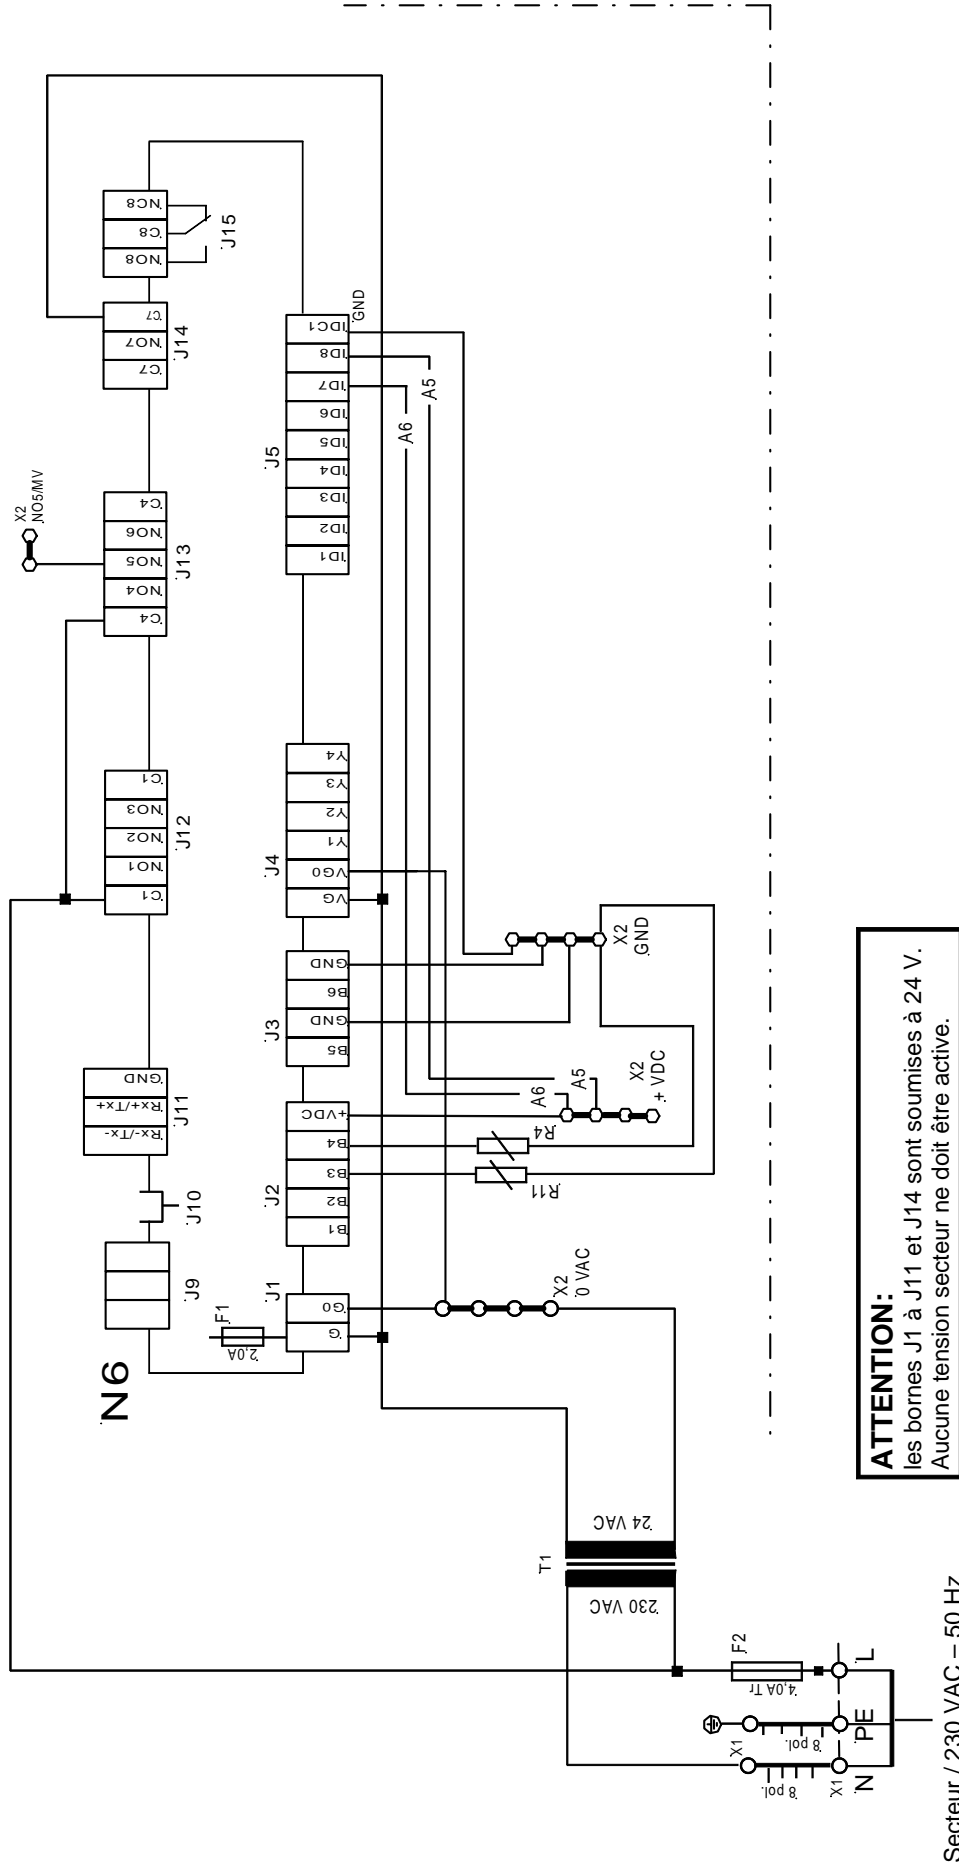 NC8
C8
NO8
J15
C7
NO7
C7
J14
X2
NO5/MV
C4
NO6
NO5
NO4
C4
J13
C1
NO3
NO2
NO1
C1
J12
GND
Rx+/Tx+
Rx-/Tx-
J11
J10
J9
N6
F1
2,0A
GND
IDC1
ID8
ID7
ID6
ID5
ID4
ID3
ID2
ID1
J5
A5
A6
Y4
Y3
Y2
Y1
VG0
VG
J4
GND
B6
GND
B5
J3
+VDC
B4
B3
B2
B1
J2
G0
G
J1
X2
GND
A6
A5
X2
+ VDC
R4
R11
X2
0 VAC
T1
24 VAC
230 VAC
F2
4,0A Tr
X1
8 pol.
8 pol.
X1
L
PE
N
Secteur / 230 VAC – 50 Hz
ATTENTION:
les bornes J1 à J11 et J14 sont soumises à 24 V.
Aucune tension secteur ne doit être active.